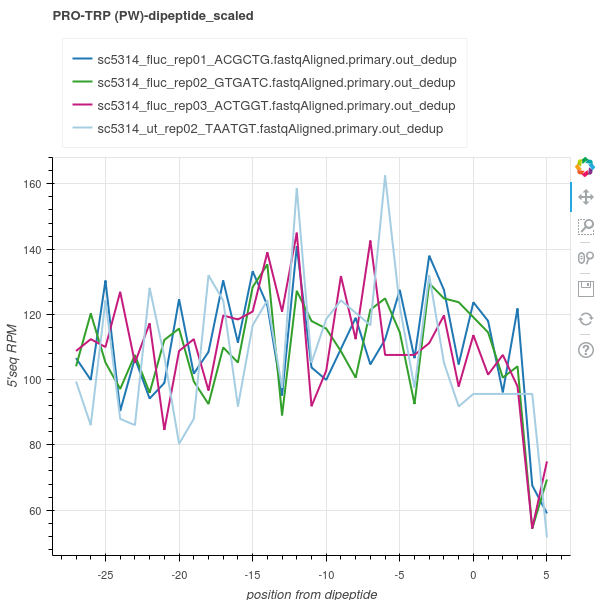 PRO-TRP (PW)-dipeptide_scaled
sc5314_fluc_rep01_ACGCTG.fastqAligned.primary.out_dedup
sc5314_fluc_rep02_GTGATC.fastqAligned.primary.out_dedup
sc5314_fluc_rep03_ACTGGT.fastqAligned.primary.out_dedup
sc5314_ut_rep02_TAATGT.fastqAligned.primary.out_dedup
160
140
120
100
80
60
5'seq RPM
-25 -20 -15 -10 -5 0 5
position from dipeptide